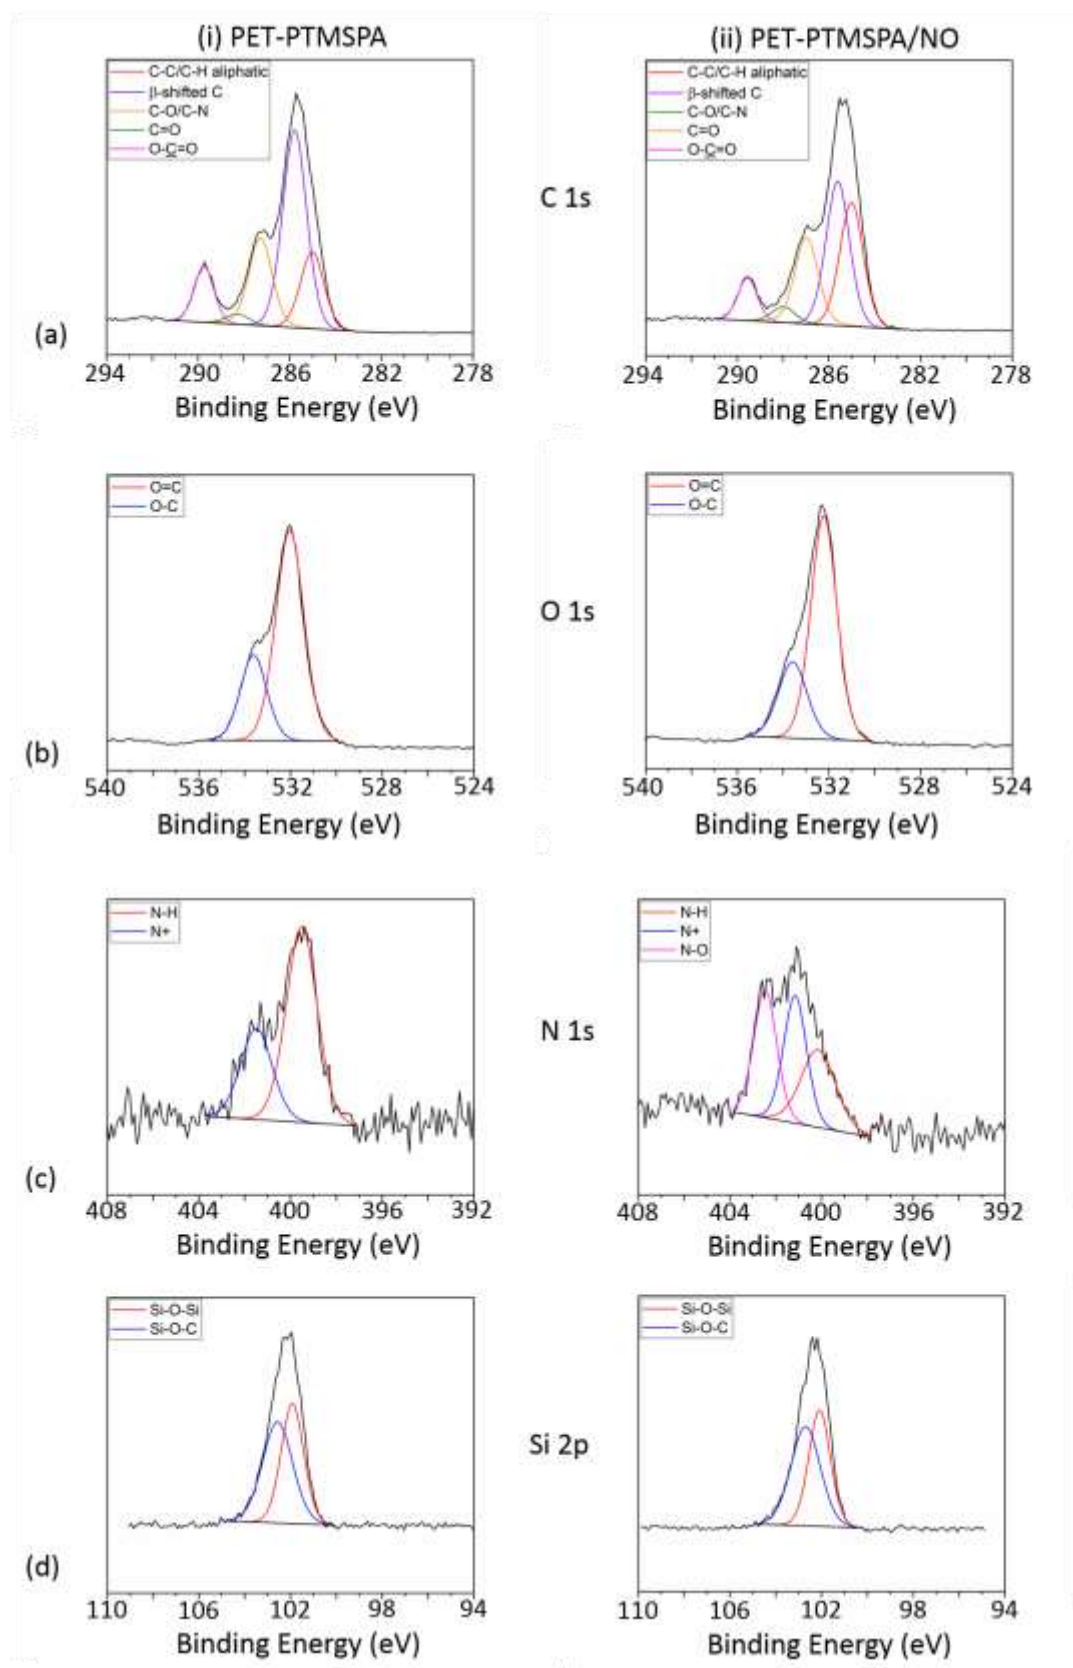 (i) PET-PTMSPA
(ii) PET-PTMSPA/NO
C-C/C-H aliphatic
β-shifted C
C-O/C-N
C=O
O-C=O
C-C/C-H aliphatic
β-shifted C
C-O/C-N
C=O
O-C=O
C 1s
(a)
294 290 286 282 278
Binding Energy (eV)
294 290 286 282 278
Binding Energy (eV)
O=C
O-C
O=C
O-C
O 1s
(b)
540 536 532 528 524
Binding Energy (eV)
540 536 532 528 524
Binding Energy (eV)
N-H
N+
N-H
N+
N-O
N 1s
(c)
408 404 400 396 392
Binding Energy (eV)
408 404 400 396 392
Binding Energy (eV)
Si-O-Si
Si-O-C
Si-O-Si
Si-O-C
Si 2p
(d)
110 106 102 98 94
Binding Energy (eV)
110 106 102 98 94
Binding Energy (eV)